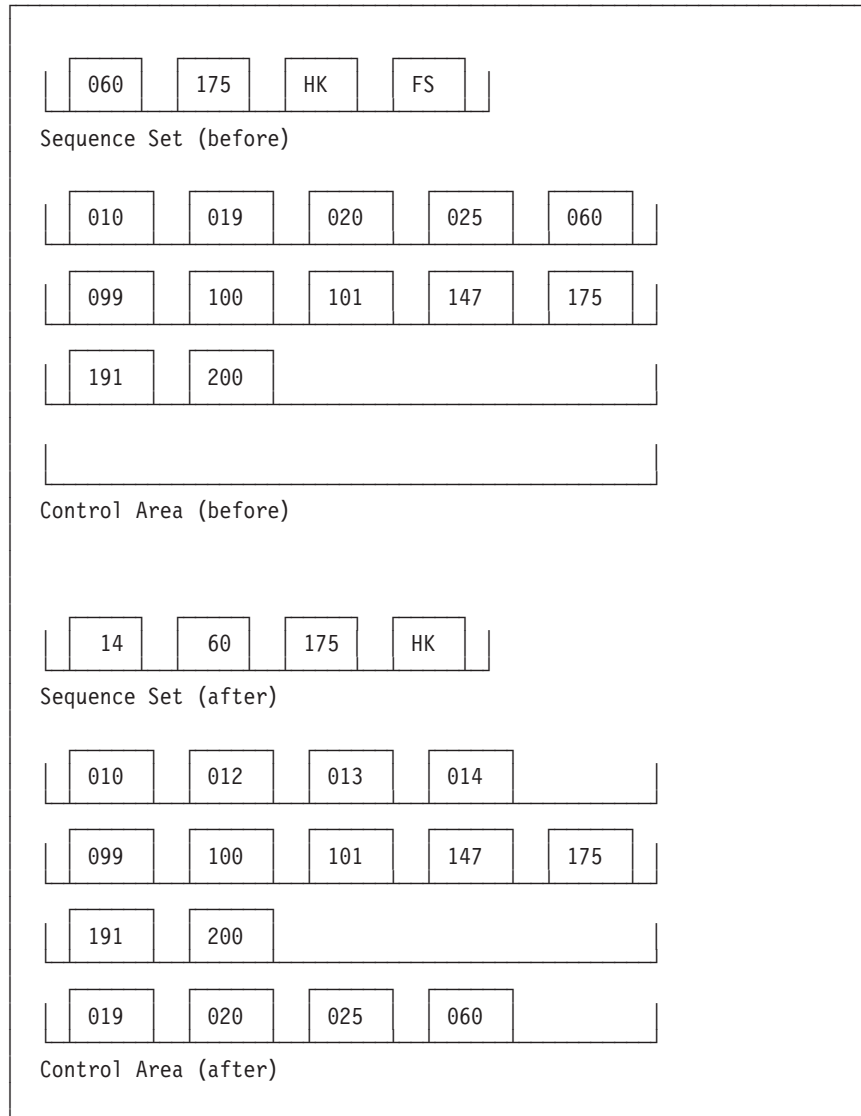 060 175 HK FS
Sequence Set (before)
010 019 020 025 060
099 100 101 147 175
191 200
Control Area (before)
14 60 175 HK
Sequence Set (after)
010 012 013 014
099 100 101 147 175
191 200
019 020 025 060
Control Area (after)